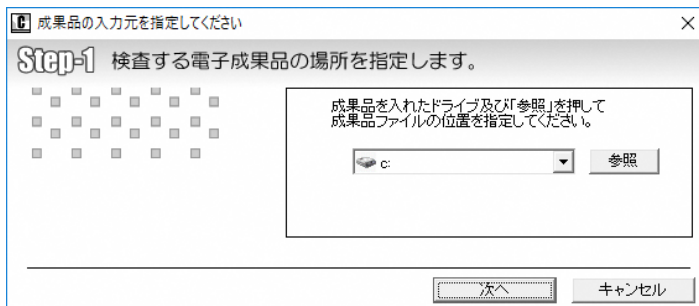 C 成果品の入力元を指定してください
Step-1 検査する電子成果品の場所を指定します。
成果品を入れたドライブ及び「参照」を押して
成果品ファイルの位置を指定してください。
c: 参照
次へ キャンセル